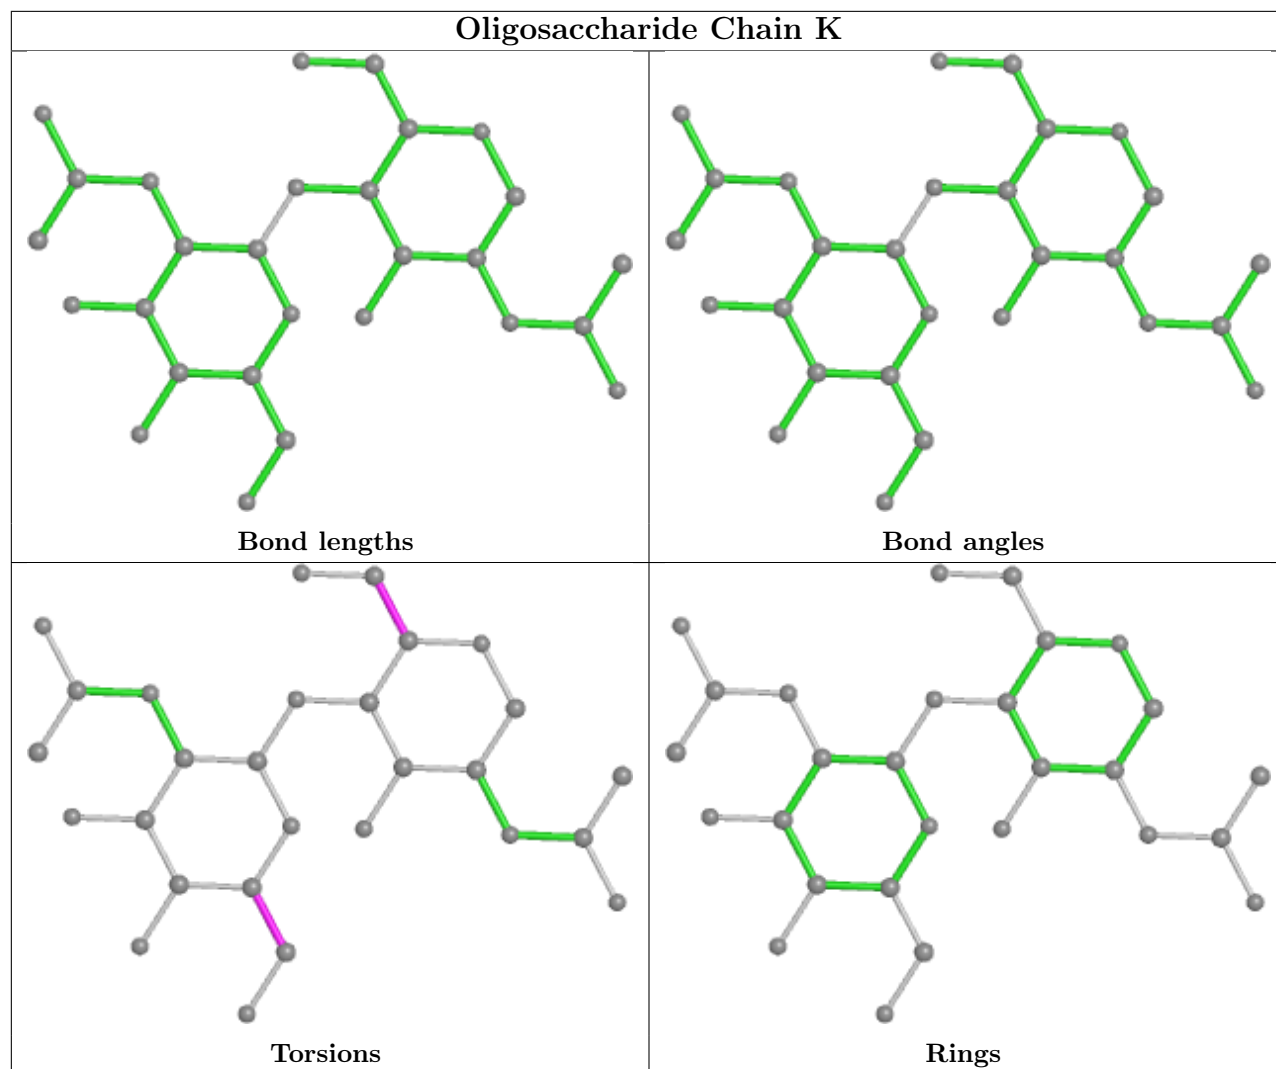 Oligosaccharide Chain K
Bond lengths
Bond angles
Torsions
Rings